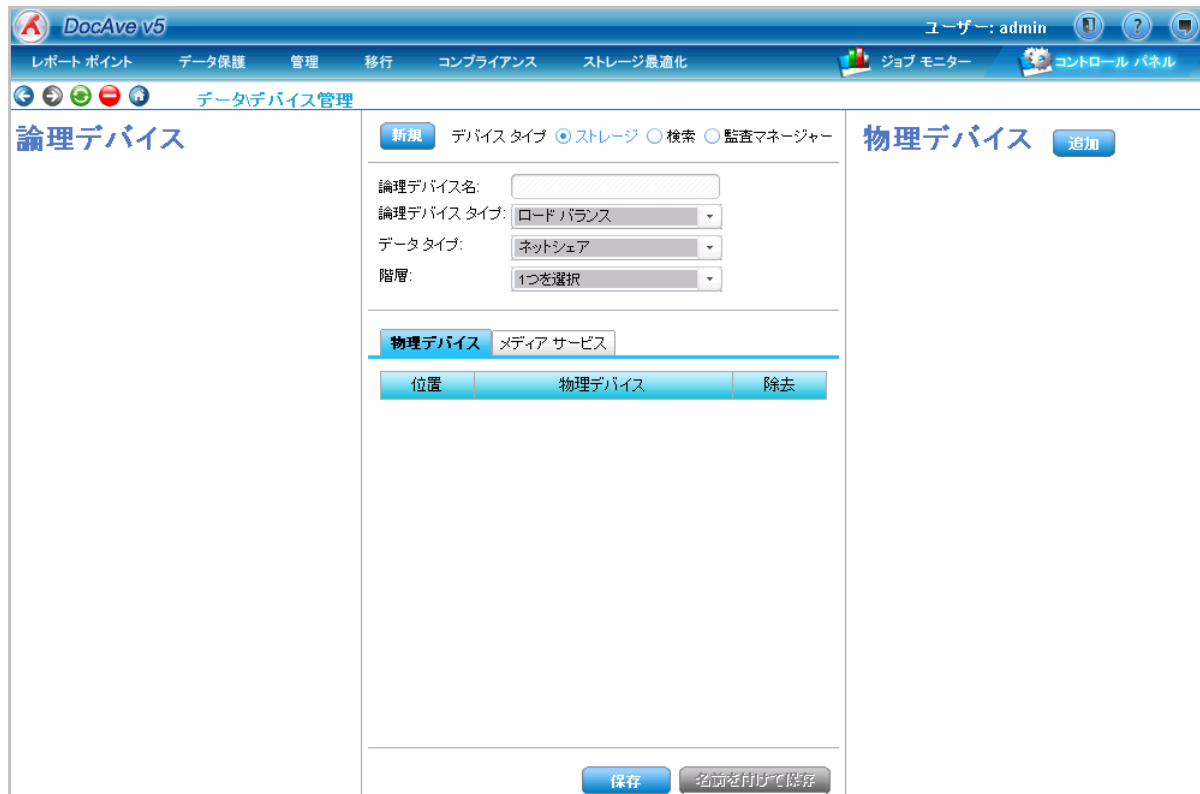 DocAve v5 ユーザー: admin
レポート ポイント データ保護 管理 移行 コンプライアンス ストレージ最適化 ジョブ モニター コントロール パネル
データ\デバイス管理
論理デバイス
新規 デバイス タイプ ストレージ 検索 監査マネージャー
論理デバイス名:
論理デバイス タイプ: ロード バランス
データ タイプ: ネットシェア
階層: 1つを選択
物理デバイス メディア サービス
位置 物理デバイス 除去
保存 名前を付けて保存
物理デバイス 追加